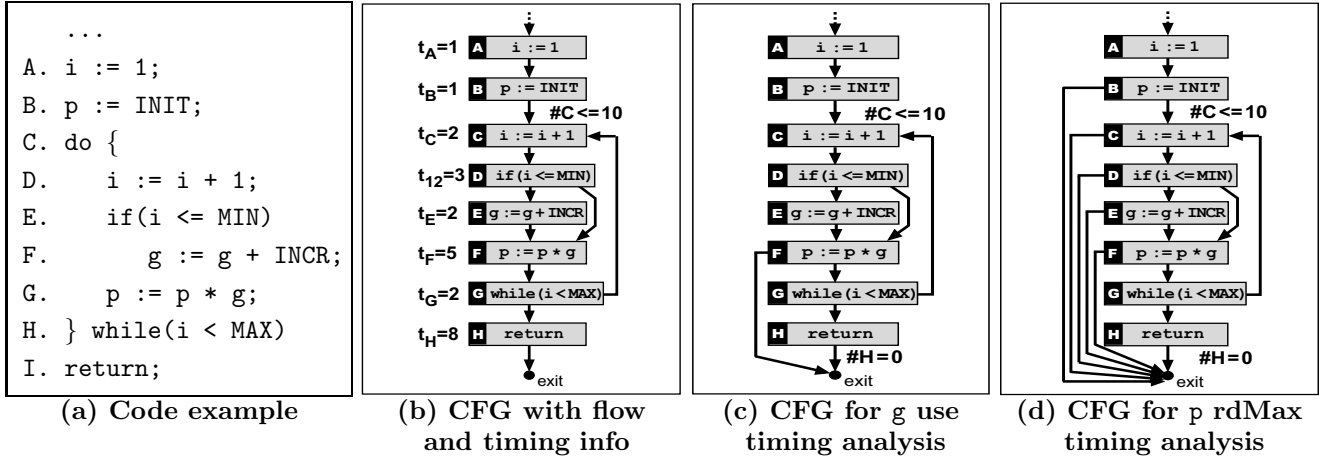 ...
A. i := 1;
B. p := INIT;
C. do {
D. i := i + 1;
E. if(i <= MIN)
F. g := g + INCR;
G. p := p * g;
H. } while(i < MAX)
I. return;
(a) Code example
tA=1 A i := 1
tB=1 B p := INIT
#C<=10
tC=2 C i := i + 1
t12=3 D if(i <= MIN)
tE=2 E g := g + INCR
tF=5 F p := p * g
tG=2 G while(i < MAX)
tH=8 H return
exit
(b) CFG with flow
and timing info
A i := 1
B p := INIT
#C<=10
C i := i + 1
D if(i <= MIN)
E g := g + INCR
F p := p * g
G while(i < MAX)
H return
#H=0
exit
(c) CFG for g use
timing analysis
A i := 1
B p := INIT
#C<=10
C i := i + 1
D if(i <= MIN)
E g := g + INCR
F p := p * g
G while(i < MAX)
H return
#H=0
exit
(d) CFG for p rdMax
timing analysis